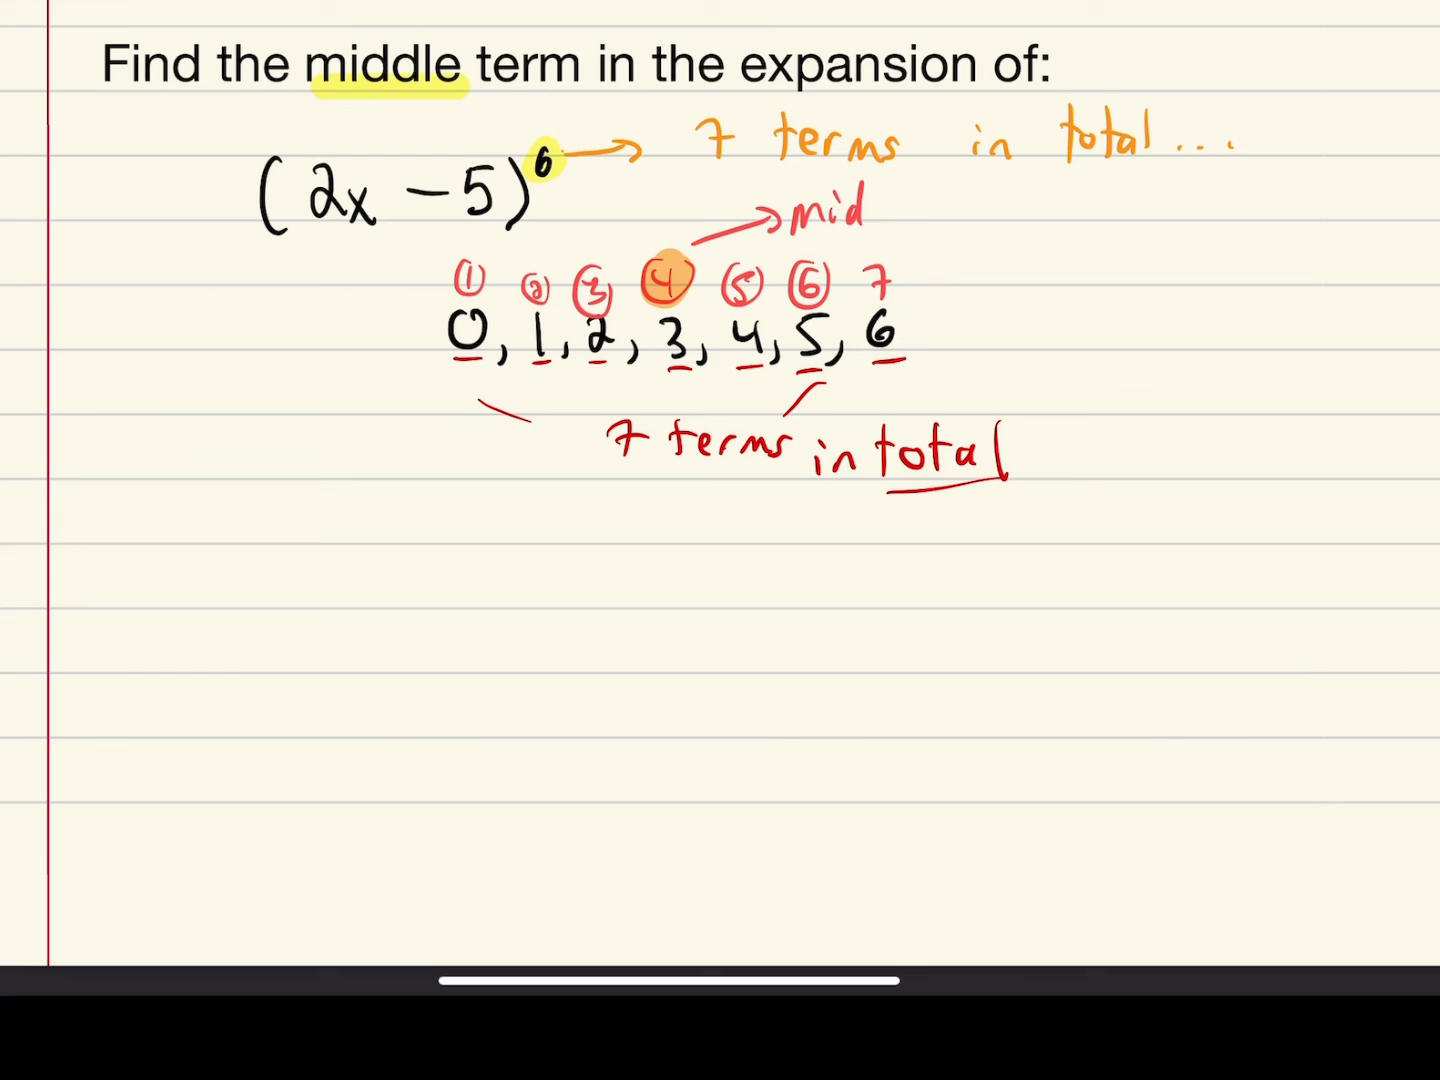 Find the middle term in the expansion of:
(2x - 5)^6 → 7 terms in total...
→ mid
① ② ③ ④ ⑤ ⑥ 7
0, 1, 2, 3, 4, 5, 6
7 terms in total